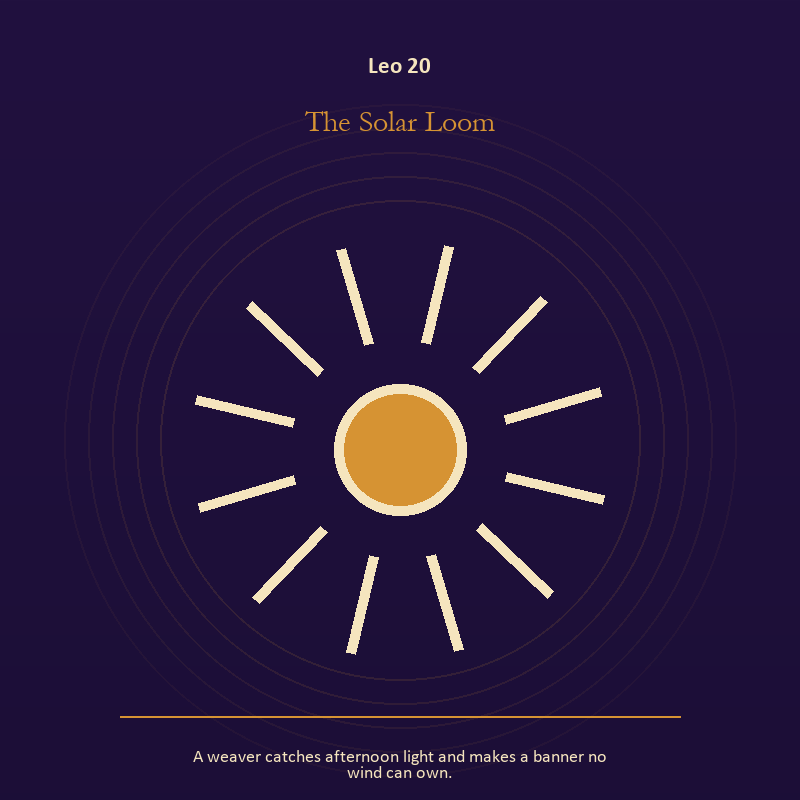 Leo 20
The Solar Loom
A weaver catches afternoon light and makes a banner no
wind can own.